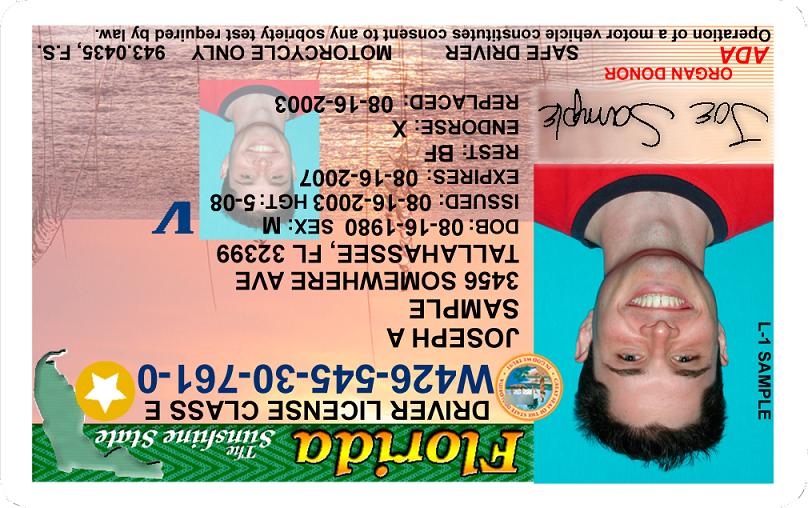 Florida
The
Sunshine State
DRIVER LICENSE CLASS E
W426-545-30-761-0
JOSEPH A
SAMPLE
3456 SOMEWHERE AVE
TALLAHASSEE, FL 32399
DOB: 08-16-1980 SEX: M
ISSUED: 08-16-2003 HGT: 5-08
EXPIRES: 08-16-2007
REST: BF
ENDORSE: X
REPLACED: 08-16-2003
V
L-1 SAMPLE
Joe Sample
ORGAN DONOR
ADA SAFE DRIVER MOTORCYCLE ONLY 943.0435, F.S.
Operation of a motor vehicle constitutes consent to any sobriety test required by law.